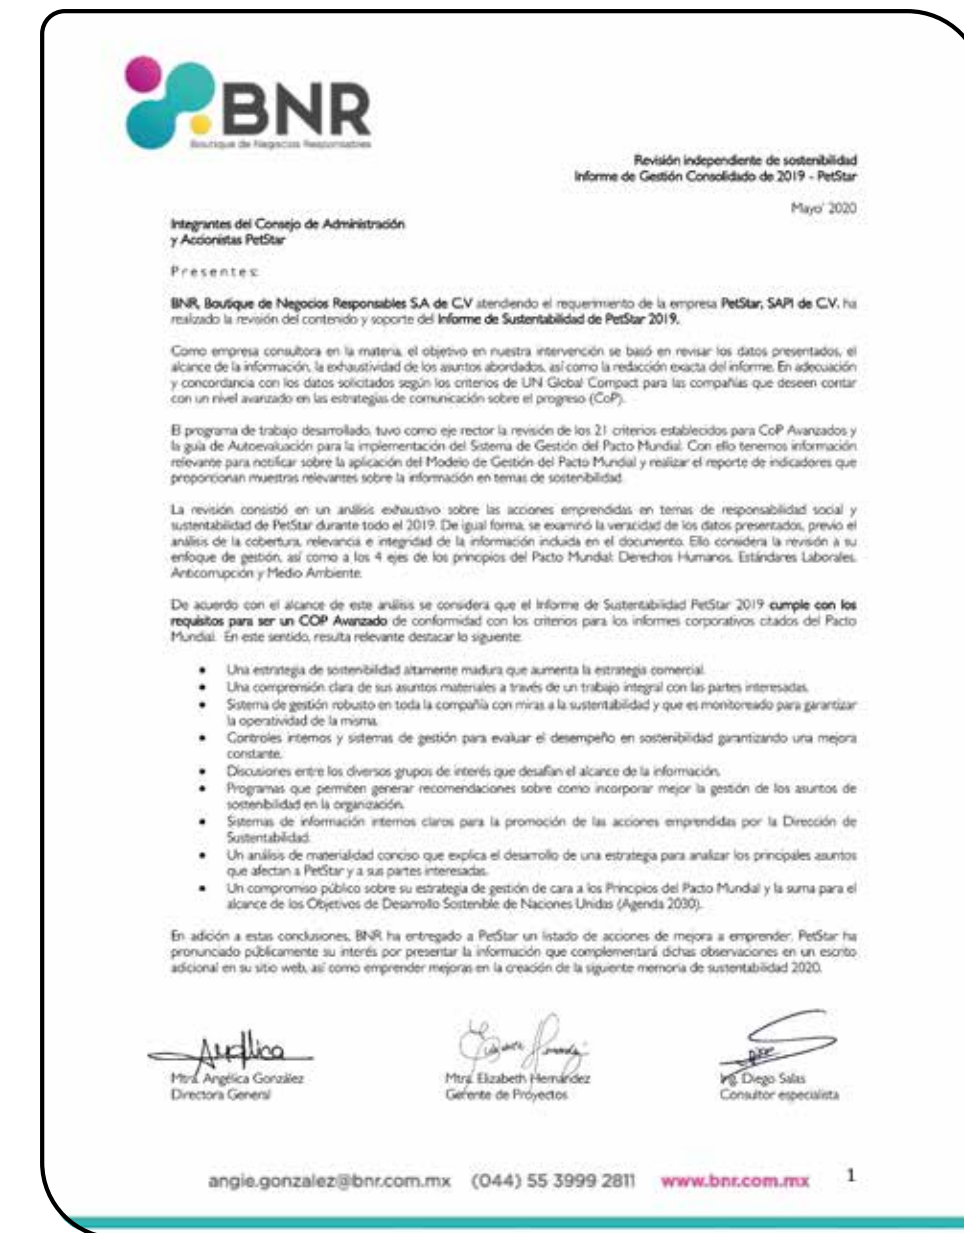 BNR
Boutique de Negocios Responsables
Revisión independiente de sostenibilidad
Informe de Gestión Consolidado de 2019 - PetStar
Mayo' 2020
Integrantes del Consejo de Administración
y Accionistas PetStar
Presentes:
BNR, Boutique de Negocios Responsables S.A de C.V atendiendo el requerimiento de la empresa PetStar, SAPI de C.V. ha
realizado la revisión del contenido y soporte del Informe de Sustentabilidad de PetStar 2019.
Como empresa consultora en la materia, el objetivo en nuestra intervención se basó en revisar los datos presentados, el
alcance de la información, la exhaustividad de los asuntos abordados, así como la redacción exacta del informe. En adecuación
y concordancia con los datos solicitados según los criterios de UN Global Compact para las compañías que deseen contar
con un nivel avanzado en las estrategias de comunicación sobre el progreso (CoP).
El programa de trabajo desarrollado, tuvo como eje rector la revisión de los 21 criterios establecidos para CoP Avanzados y
la guía de Autoevaluación para la implementación del Sistema de Gestión del Pacto Mundial. Con ello tenemos información
relevante para notificar sobre la aplicación del Modelo de Gestión del Pacto Mundial y realizar el reporte de indicadores que
proporcionan muestras relevantes sobre la información en temas de sostenibilidad.
La revisión consistió en un análisis exhaustivo sobre las acciones emprendidas en temas de responsabilidad social y
sustentabilidad de PetStar durante todo el 2019. De igual forma, se examinó la veracidad de los datos presentados, previo el
análisis de la cobertura, relevancia e integridad de la información incluida en el documento. Ello considera la revisión a su
enfoque de gestión, así como a los 4 ejes de los principios del Pacto Mundial: Derechos Humanos, Estándares Laborales,
Anticorrupción y Medio Ambiente.
De acuerdo con el alcance de este análisis se considera que el Informe de Sustentabilidad PetStar 2019 cumple con los
requisitos para ser un COP Avanzado de conformidad con los criterios para los informes corporativos citados del Pacto
Mundial. En este sentido, resulta relevante destacar lo siguiente:
• Una estrategia de sostenibilidad altamente madura que aumenta la estrategia comercial.
• Una comprensión clara de sus asuntos materiales a través de un trabajo integral con las partes interesadas.
• Sistema de gestión robusto en toda la compañía con miras a la sustentabilidad y que es monitoreado para garantizar
la operatividad de la misma.
• Controles internos y sistemas de gestión para evaluar el desempeño en sostenibilidad garantizando una mejora
constante.
• Discusiones entre los diversos grupos de interés que desafían el alcance de la información.
• Programas que permiten generar recomendaciones sobre como incorporar mejor la gestión de los asuntos de
sostenibilidad en la organización.
• Sistemas de información internos claros para la promoción de las acciones emprendidas por la Dirección de
Sustentabilidad.
• Un análisis de materialidad conciso que explica el desarrollo de una estrategia para analizar los principales asuntos
que afectan a PetStar y a sus partes interesadas.
• Un compromiso público sobre su estrategia de gestión de cara a los Principios del Pacto Mundial y la suma para el
alcance de los Objetivos de Desarrollo Sostenible de Naciones Unidas (Agenda 2030).
En adición a estas conclusiones, BNR ha entregado a PetStar un listado de acciones de mejora a emprender. PetStar ha
pronunciado públicamente su interés por presentar la información que complementará dichas observaciones en un escrito
adicional en su sitio web, así como emprender mejoras en la creación de la siguiente memoria de sustentabilidad 2020.
Angélica
Mtra. Angélica González Mtra. Elizabeth Hernández Ing. Diego Salas
Directora General Gerente de Proyectos Consultor especialista
angie.gonzalez@bnr.com.mx (044) 55 3999 2811 www.bnr.com.mx 1